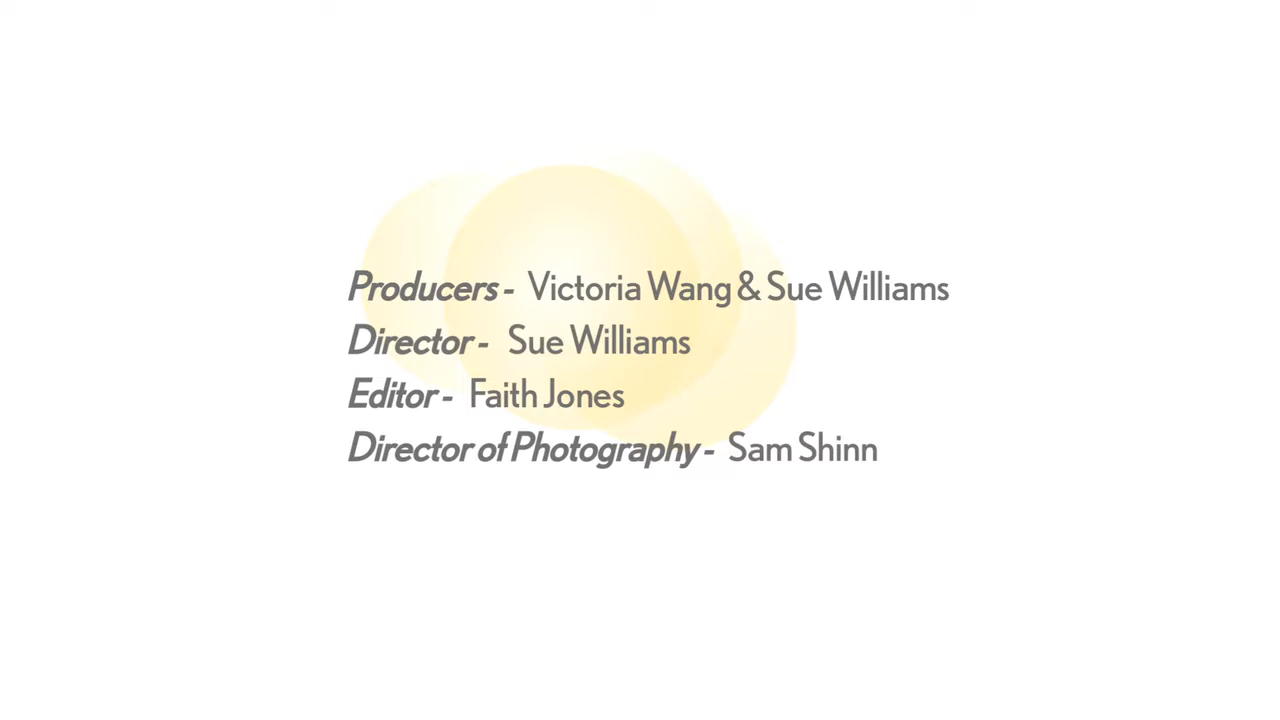 Producers - Victoria Wang & Sue Williams
Director - Sue Williams
Editor - Faith Jones
Director of Photography - Sam Shinn